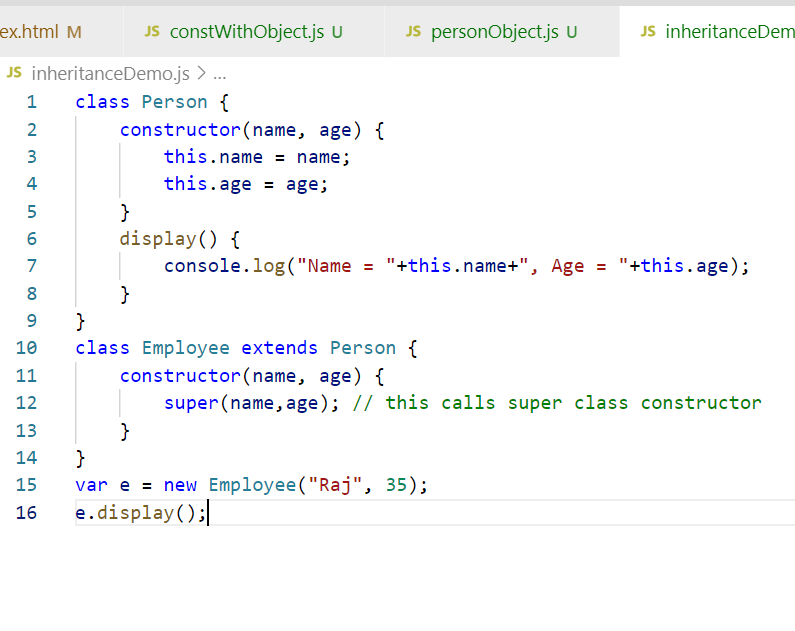 ex.html M JS constWithObject.js U JS personObject.js U JS inheritanceDem
JS inheritanceDemo.js > ...
1 class Person {
2     constructor(name, age) {
3         this.name = name;
4         this.age = age;
5     }
6     display() {
7         console.log("Name = "+this.name+", Age = "+this.age);
8     }
9 }
10 class Employee extends Person {
11     constructor(name, age) {
12         super(name,age); // this calls super class constructor
13     }
14 }
15 var e = new Employee("Raj", 35);
16 e.display();